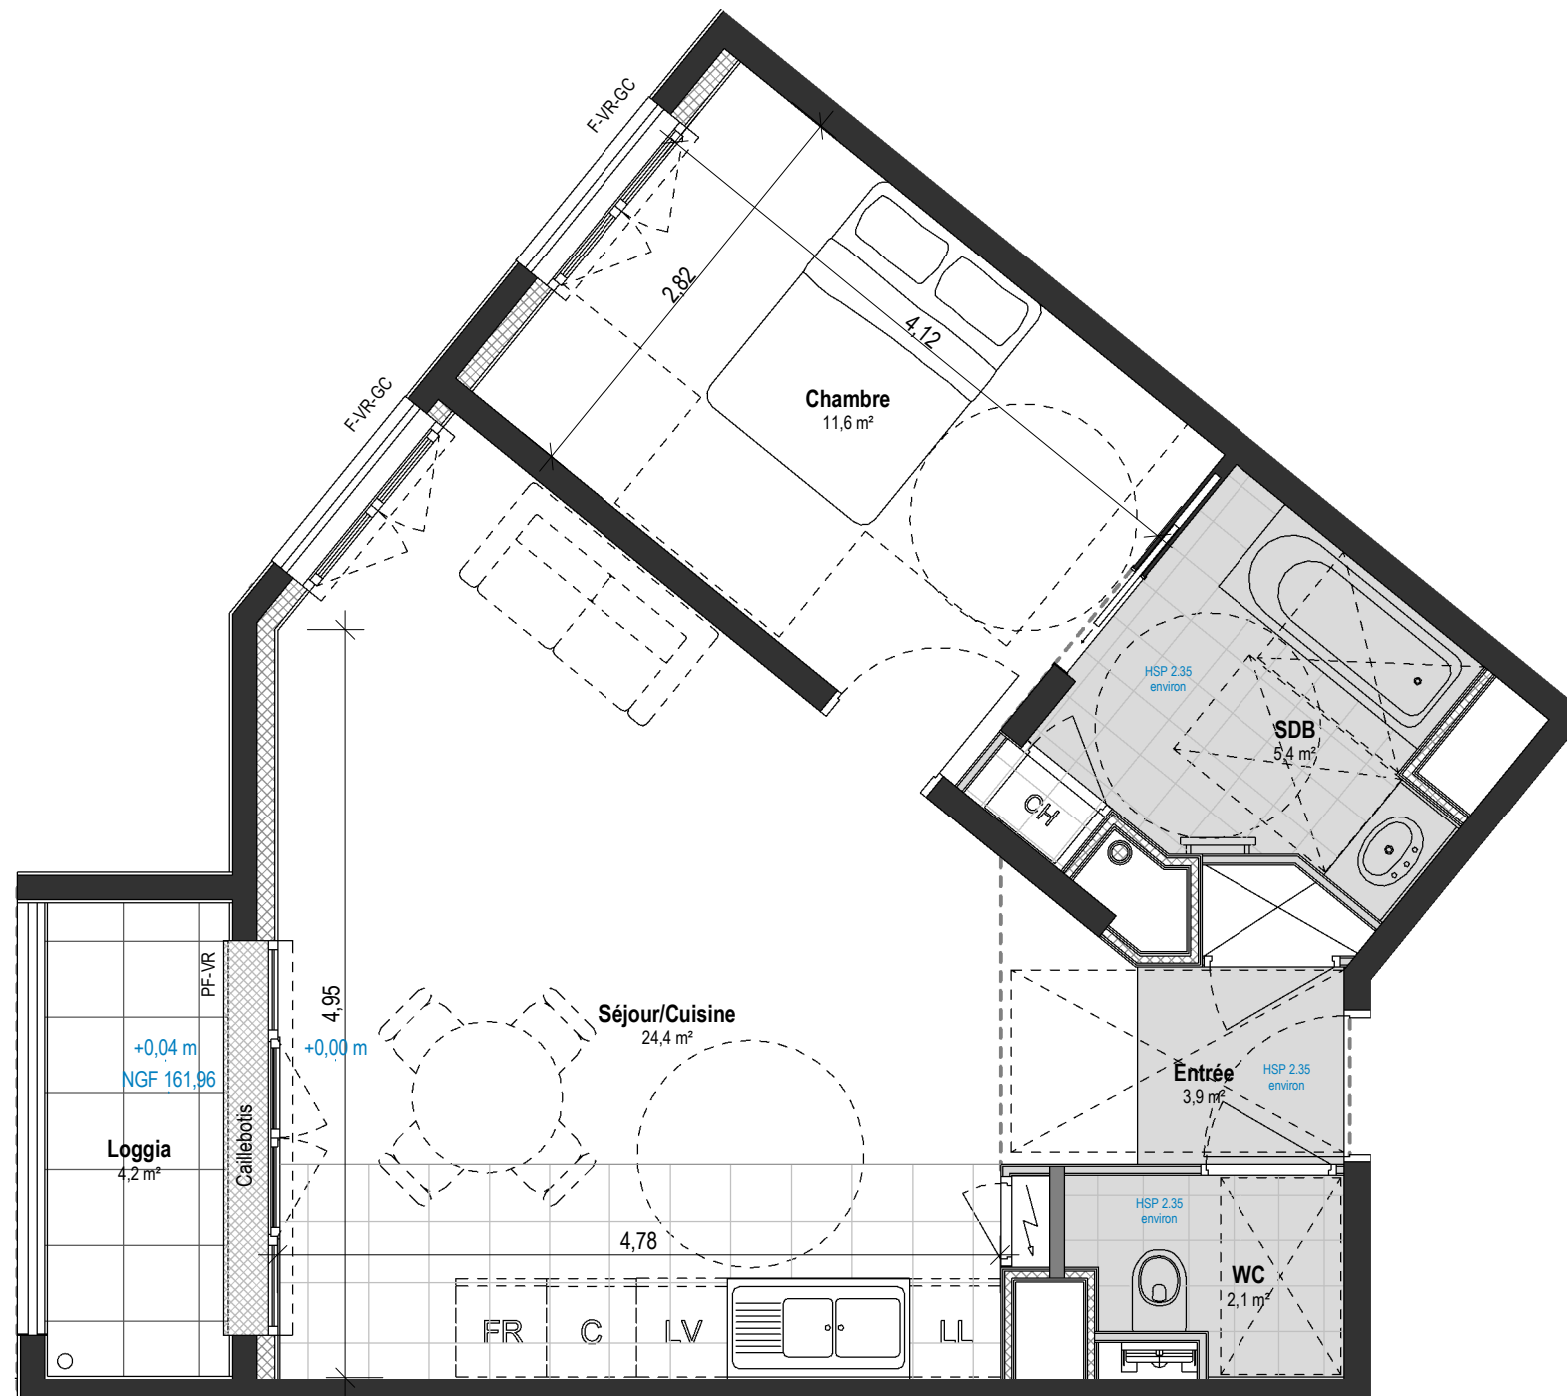 F-VR-GC
2,82
4,12
Chambre
11,6 m²
F-VR-GC
HSP 2.35
environ
SDB
5,4 m²
CH
PF-VR
4,95
Séjour/Cuisine
24,4 m²
+0,04 m
+0,00 m
NGF 161,96
Entrée
3,9 m²
HSP 2.35
environ
Loggia
4,2 m²
Caillebotis
HSP 2.35
environ
4,78
WC
2,1 m²
FR
C
LV
LL